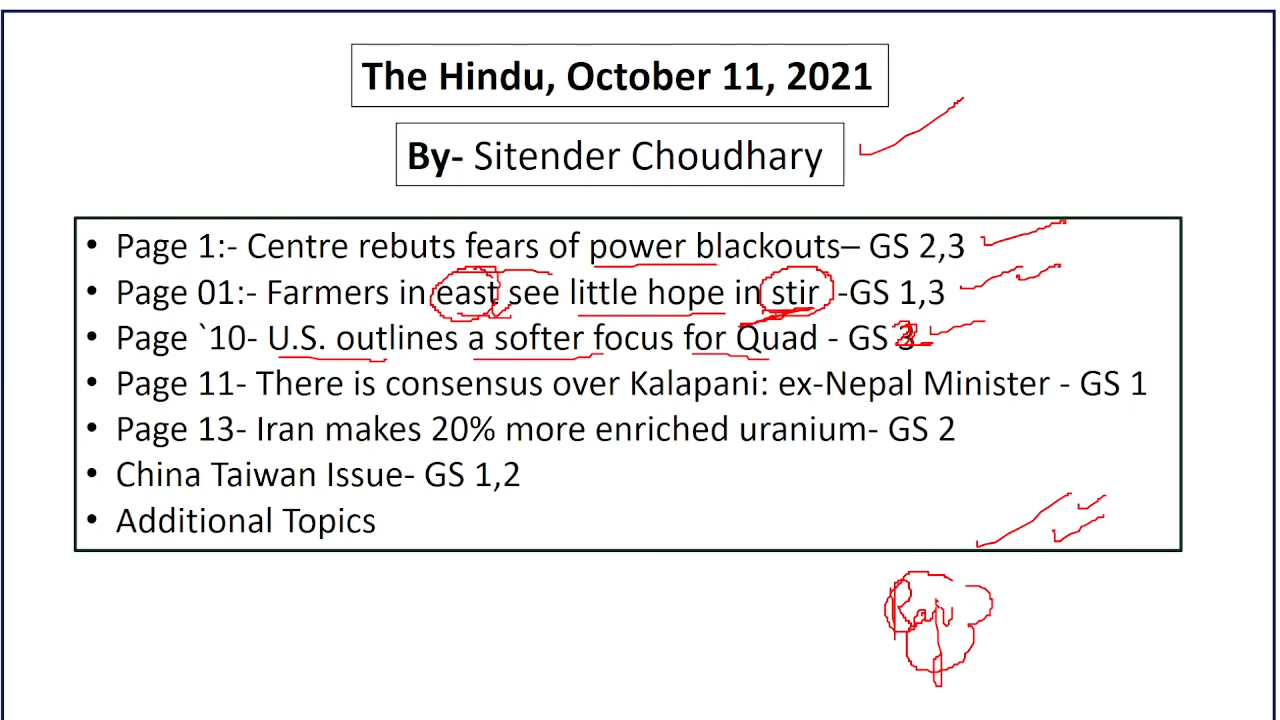 The Hindu, October 11, 2021
By- Sitender Choudhary
• Page 1:- Centre rebuts fears of power blackouts– GS 2,3
• Page 01:- Farmers in east see little hope in stir -GS 1,3
• Page `10- U.S. outlines a softer focus for Quad - GS
• Page 11- There is consensus over Kalapani: ex-Nepal Minister - GS 1
• Page 13- Iran makes 20% more enriched uranium- GS 2
• China Taiwan Issue- GS 1,2
• Additional Topics